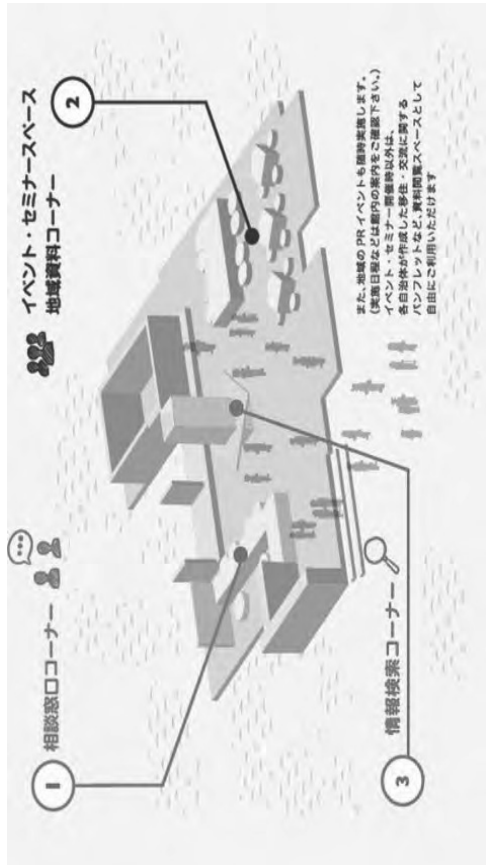 1
相談窓口コーナー
2
イベント・セミナースペース
地域資料コーナー
また、地域の PR イベントも随時実施します。
（実施日程などは館内の案内をご確認下さい。）
イベント・セミナー開催時以外は、
各自治体が作成した移住・交流に関する
パンフレットなど、資料閲覧スペースとして
自由にご利用いただけます
3
情報検索コーナー